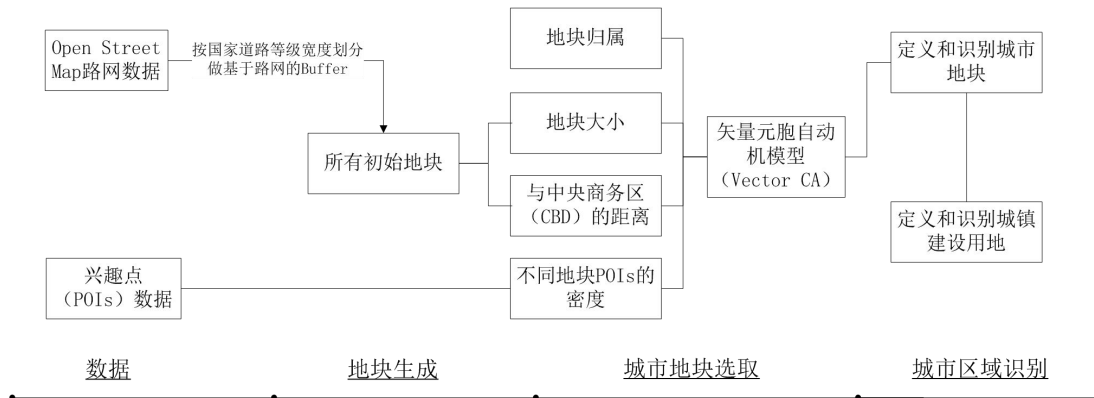 Open Street
Map路网数据
按国家道路等级宽度划分
做基于路网的Buffer
所有初始地块
兴趣点
（POIs）数据
地块归属
地块大小
与中央商务区
（CBD）的距离
不同地块POIs的
密度
矢量元胞自动
机模型
（Vector CA）
定义和识别城市
地块
定义和识别城镇
建设用地
数据
地块生成
城市地块选取
城市区域识别